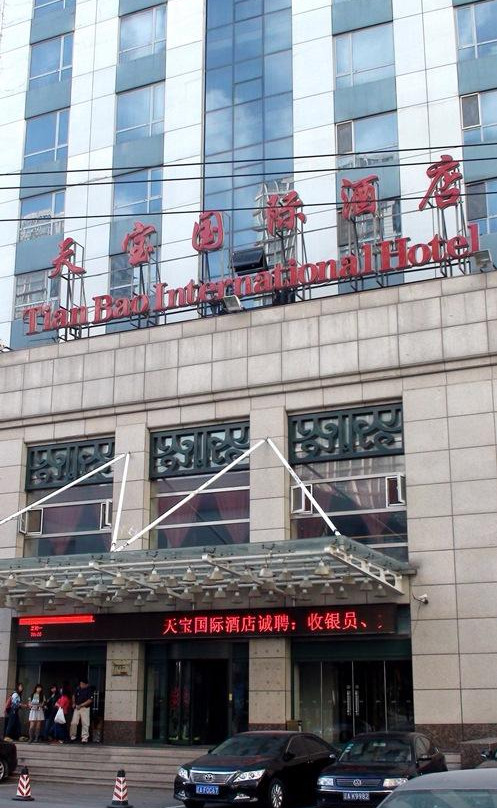 天宝国际酒店
Tian Bao International Hotel
天宝国际酒店诚聘：收银员、